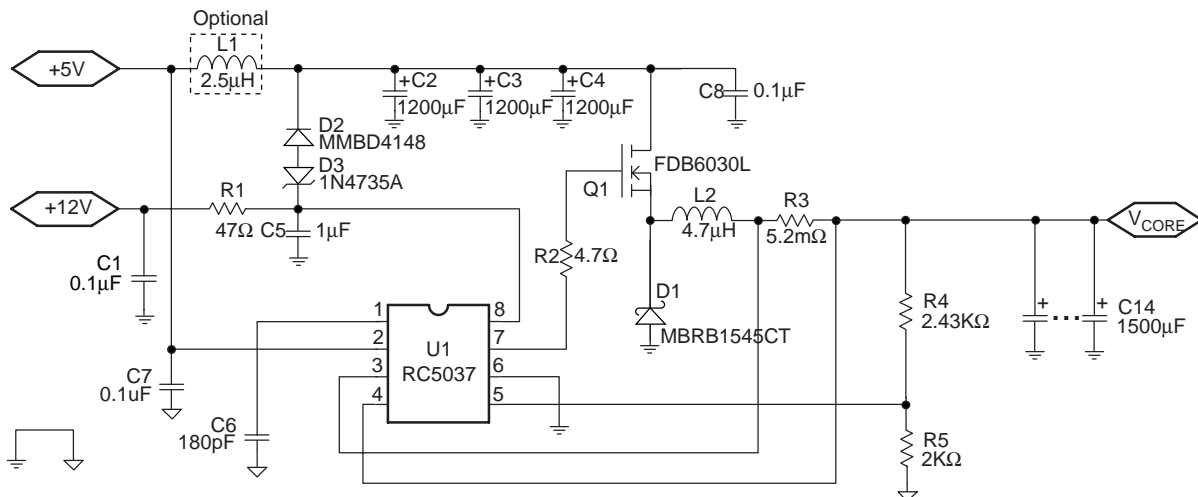 Optional
L1
2.5μH
+5V
+C2
1200μF
+C3
1200μF
+C4
1200μF
C8
0.1μF
D2
MMBD4148
D3
1N4735A
FDB6030L
Q1
+12V
R1
47Ω
C5
1μF
L2
4.7μH
R3
5.2mΩ
VCORE
C1
0.1μF
R2
4.7Ω
D1
MBRB1545CT
R4
2.43KΩ
+
+
C14
1500μF
1
2
3
4
U1
RC5037
8
7
6
5
C7
0.1uF
C6
180pF
R5
2KΩ